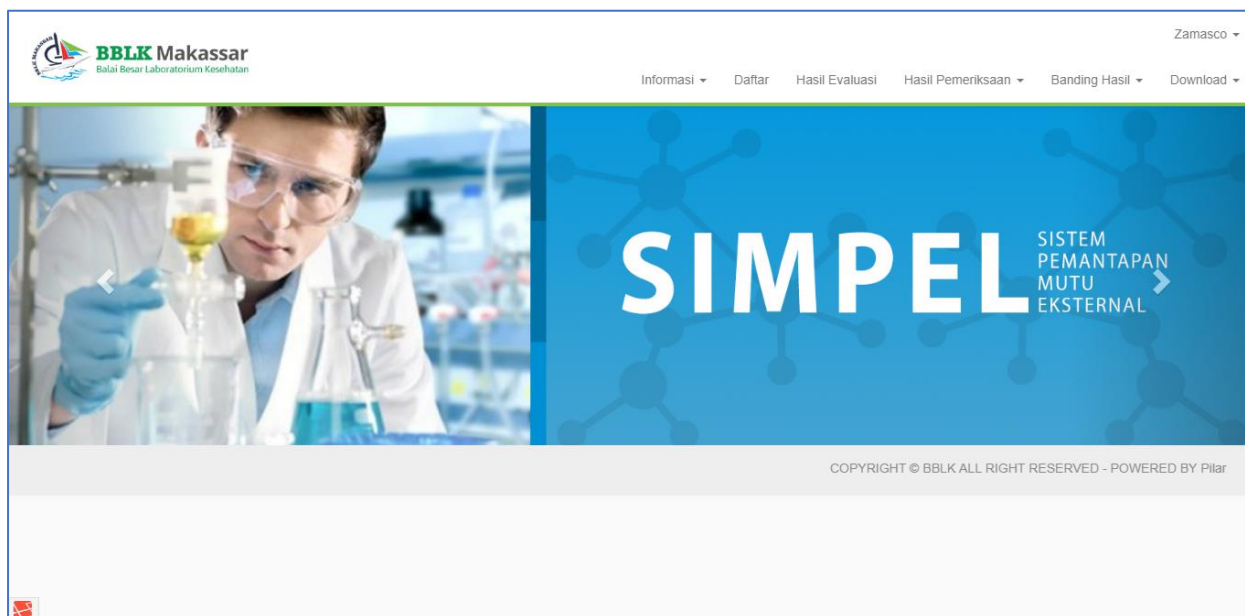 Zamasco
BBLK Makassar
Balai Besar Laboratorium Kesehatan
Informasi Daftar Hasil Evaluasi Hasil Pemeriksaan Banding Hasil Download
SIMPEL
SISTEM
PEMANTAPAN
MUTU
EKSTERNAL
COPYRIGHT © BBLK ALL RIGHT RESERVED - POWERED BY Pilar